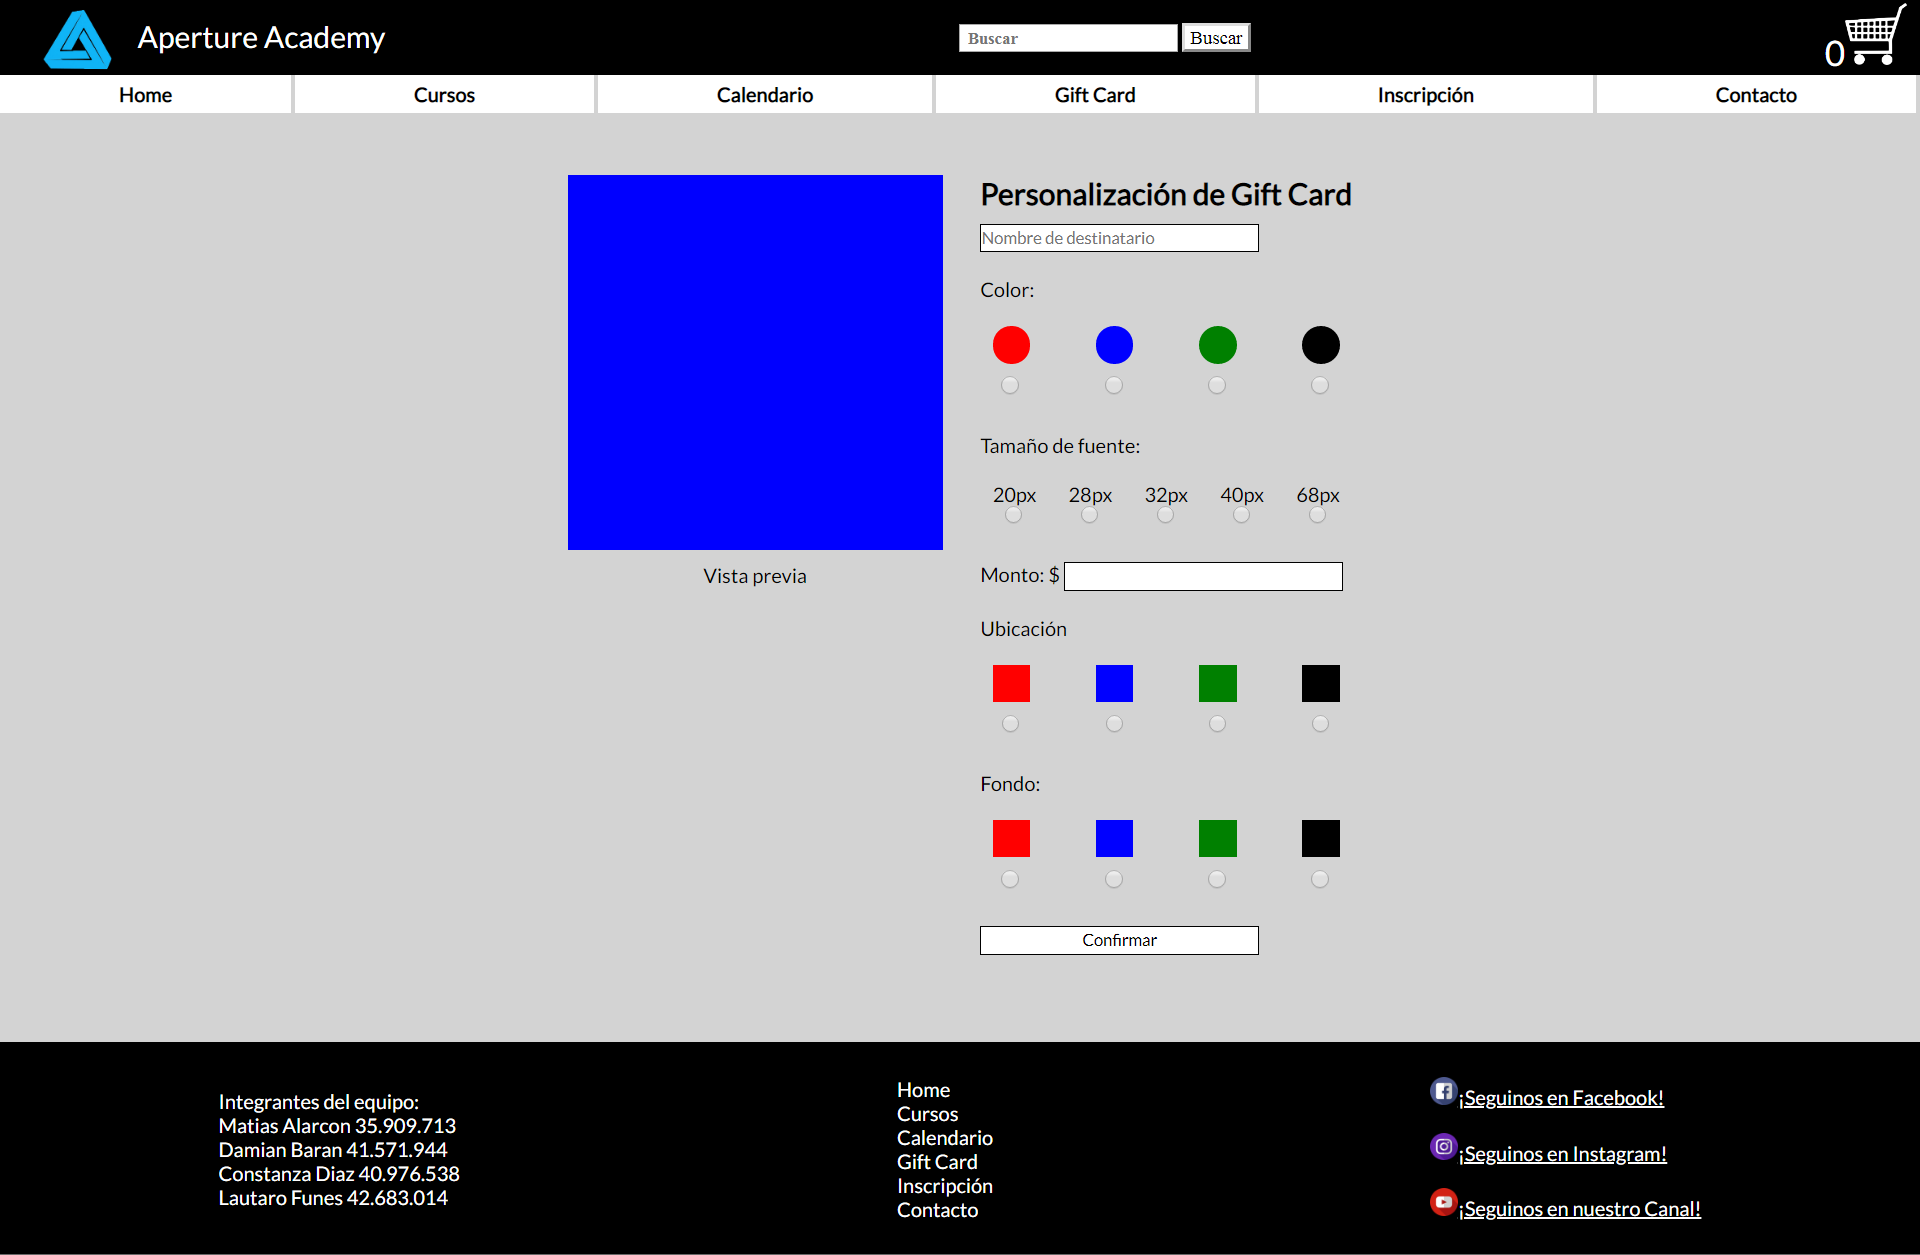 Aperture Academy
Buscar
Buscar
0
Home
Cursos
Calendario
Gift Card
Inscripción
Contacto
Personalización de Gift Card
Nombre de destinatario
Color:
Tamaño de fuente:
20px 28px 32px 40px 68px
Vista previa
Monto: $
Ubicación
Fondo:
Confirmar
Integrantes del equipo:
Matias Alarcon 35.909.713
Damian Baran 41.571.944
Constanza Diaz 40.976.538
Lautaro Funes 42.683.014
Home
Cursos
Calendario
Gift Card
Inscripción
Contacto
¡Seguinos en Facebook!
¡Seguinos en Instagram!
¡Seguinos en nuestro Canal!